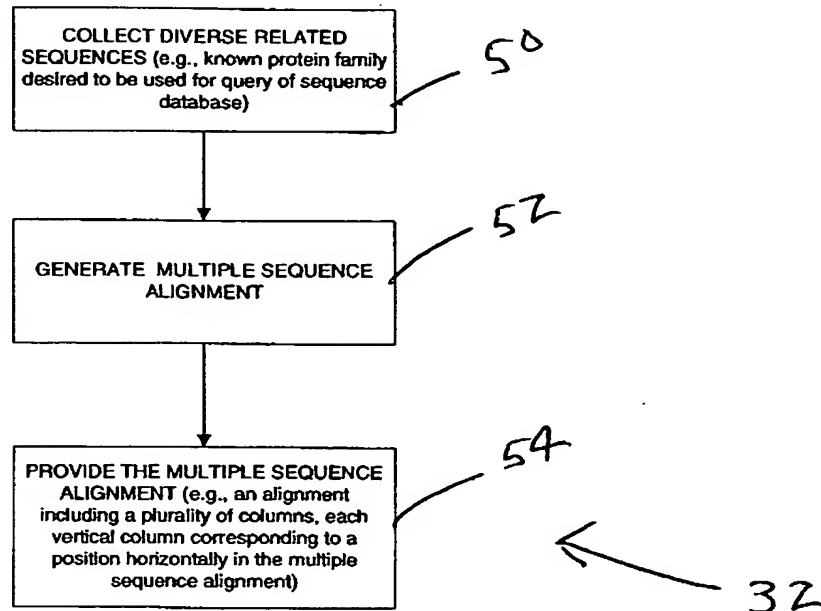 COLLECT DIVERSE RELATED
SEQUENCES (e.g., known protein family
desired to be used for query of sequence
database)
50
GENERATE MULTIPLE SEQUENCE
ALIGNMENT
52
PROVIDE THE MULTIPLE SEQUENCE
ALIGNMENT (e.g., an alignment
including a plurality of columns, each
vertical column corresponding to a
position horizontally in the multiple
sequence alignment)
54
32